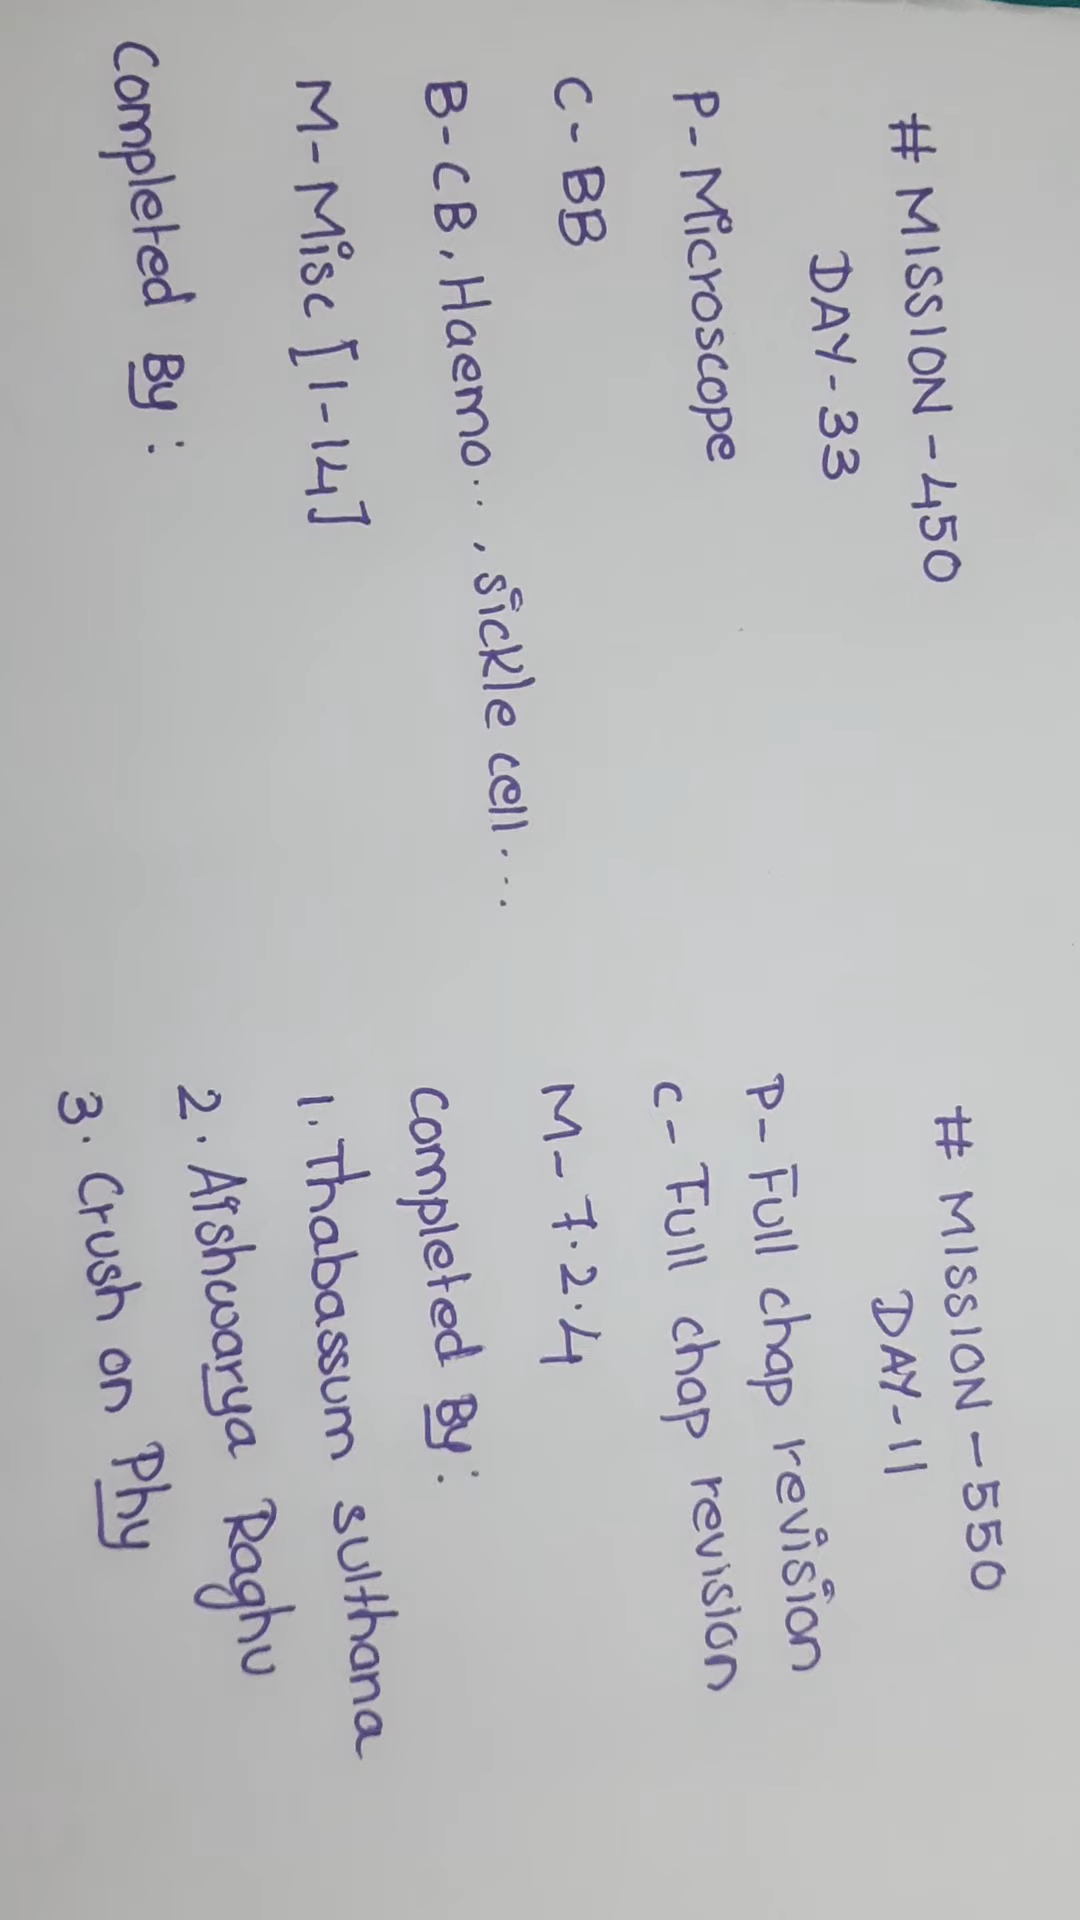 # MISSION-450
DAY-33
P-Microscope
C-BB
B-CB, Haemo.., sickle cell...
M-Misc [1-14]
Completed By:
# MISSION-550
DAY-11
P-Full chap revision
C-Full chap revision
M-7.2.4
Completed By:
1. Thabassum sulthana
2. Aishwarya Raghu
3. Crush on Phy